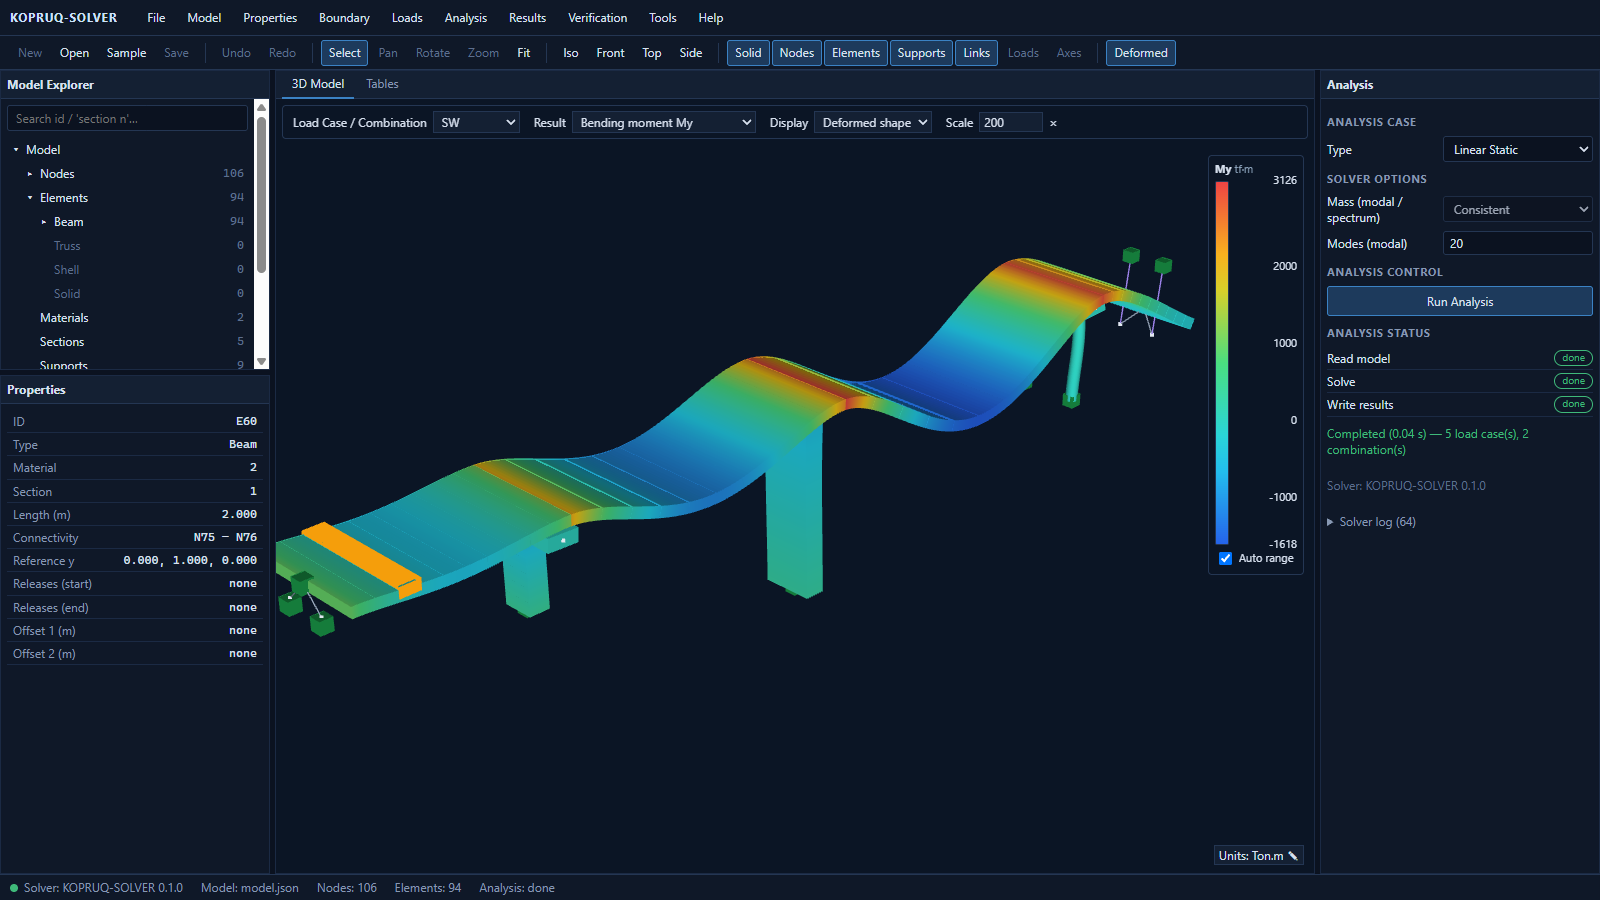 KOPRUQ-SOLVER File Model Properties Boundary Loads Analysis Results Verification Tools Help
New Open Sample Save Undo Redo Select Pan Rotate Zoom Fit Iso Front Top Side Solid Nodes Elements Supports Links Loads Axes Deformed
Model Explorer
Search id / 'section n'...
Model
Nodes 106
Elements 94
Beam 94
Truss 0
Shell 0
Solid 0
Materials 2
Sections 5
Supports 9
Properties
ID E60
Type Beam
Material 2
Section 1
Length (m) 2.000
Connectivity N75 — N76
Reference y 0.000, 1.000, 0.000
Releases (start) none
Releases (end) none
Offset 1 (m) none
Offset 2 (m) none
3D Model Tables
Load Case / Combination SW Result Bending moment My Display Deformed shape Scale 200 ×
My tf·m
3126
2000
1000
0
-1000
-1618
Auto range
Units: Ton.m
Analysis
ANALYSIS CASE
Type Linear Static
SOLVER OPTIONS
Mass (modal /
spectrum) Consistent
Modes (modal) 20
ANALYSIS CONTROL
Run Analysis
ANALYSIS STATUS
Read model done
Solve done
Write results done
Completed (0.04 s) — 5 load case(s), 2
combination(s)
Solver: KOPRUQ-SOLVER 0.1.0
Solver log (64)
Solver: KOPRUQ-SOLVER 0.1.0 Model: model.json Nodes: 106 Elements: 94 Analysis: done